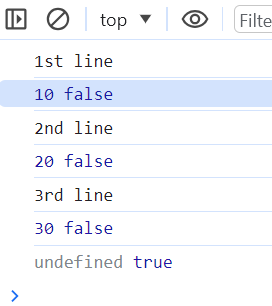 top
Filte
1st line
10 false
2nd line
20 false
3rd line
30 false
undefined true